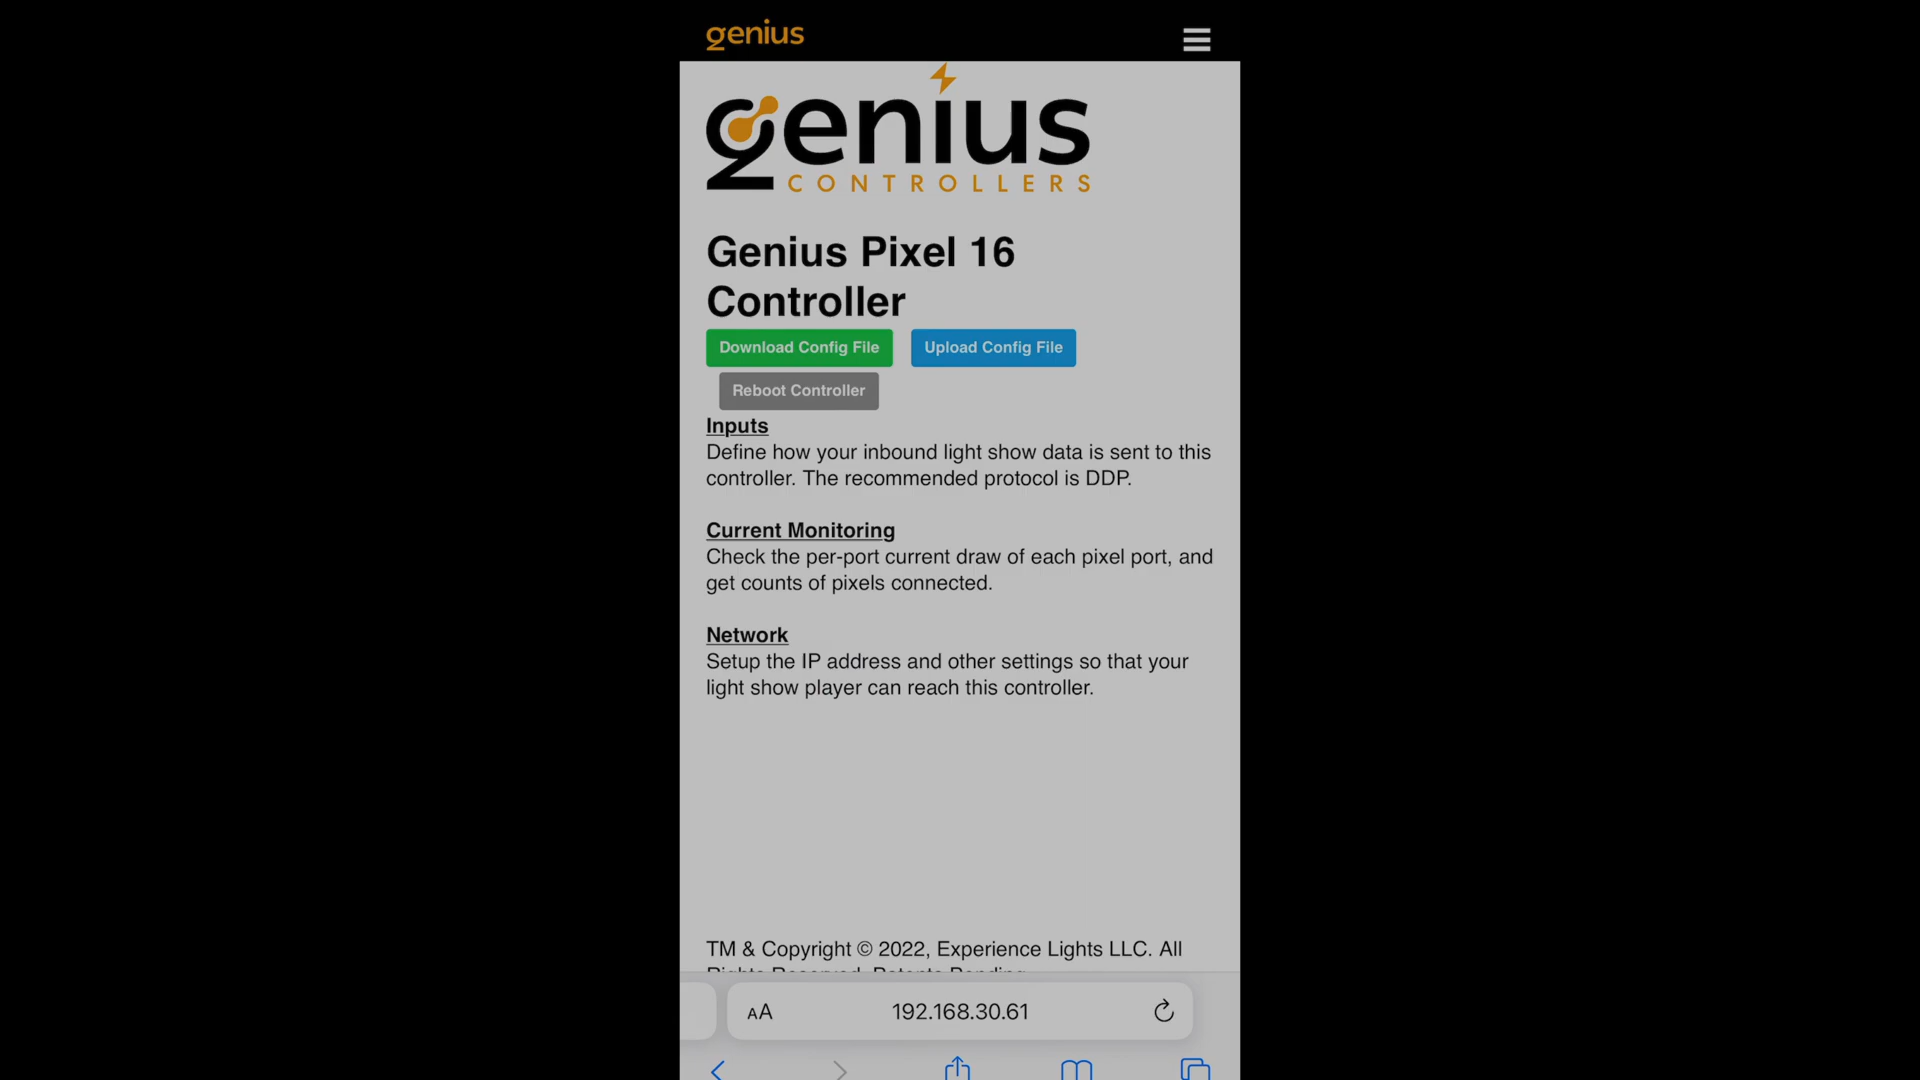 genius
genius
CONTROLLERS
Genius Pixel 16
Controller
Download Config File
Upload Config File
Reboot Controller
Inputs
Define how your inbound light show data is sent to this
controller. The recommended protocol is DDP.
Current Monitoring
Check the per-port current draw of each pixel port, and
get counts of pixels connected.
Network
Setup the IP address and other settings so that your
light show player can reach this controller.
TM & Copyright © 2022, Experience Lights LLC. All
Rights Reserved. Patents Pending
AA
192.168.30.61